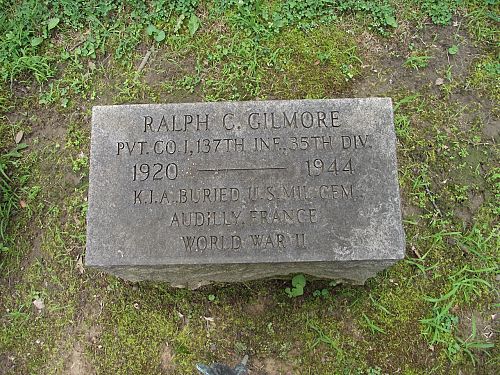 RALPH C. GILMORE
PVT. CO. I, 137TH INF., 35TH DIV.
1920 — 1944
K.I.A. BURIED U.S. MIL. CEM.
AUDILLY, FRANCE
WORLD WAR II